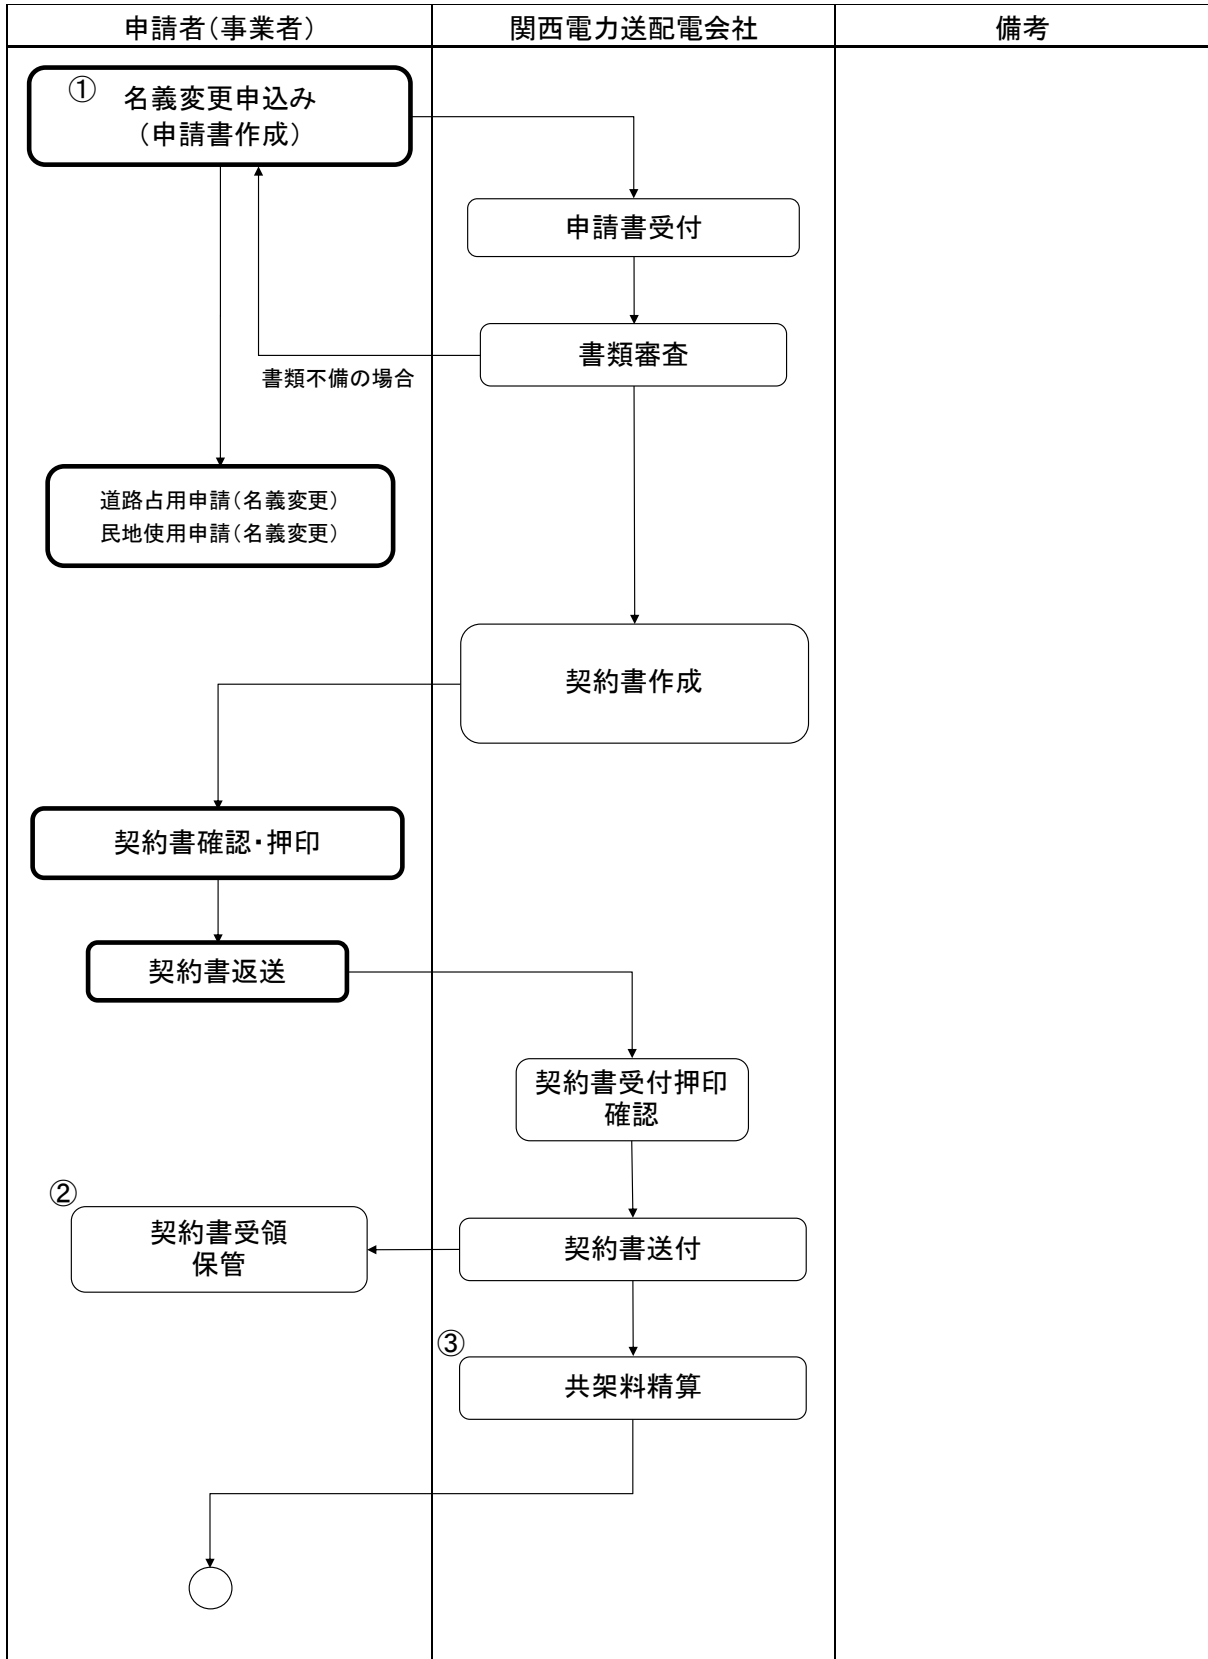 申請者（事業者）
関西電力送配電会社
備考
① 名義変更申込み
（申請書作成）
申請書受付
書類審査
書類不備の場合
道路占用申請（名義変更）
民地使用申請（名義変更）
契約書作成
契約書確認・押印
契約書返送
契約書受付押印
確認
②
契約書受領
保管
契約書送付
③
共架料精算